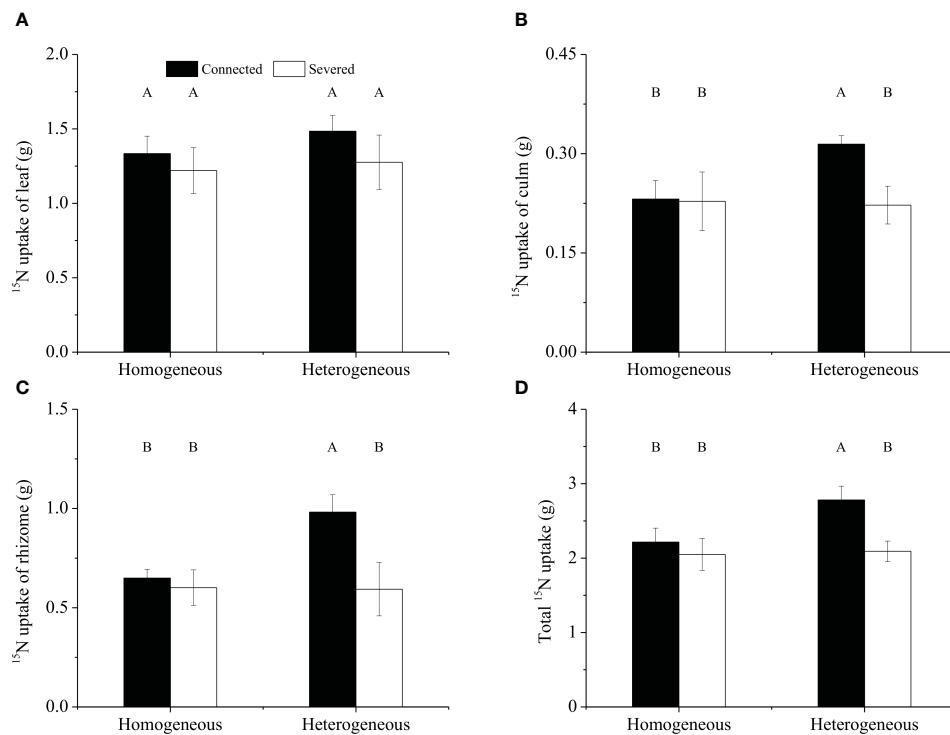 A
2.0
1.5
1.0
0.5
0.0
¹⁵N uptake of leaf (g)
Connected Severed
A A A A
Homogeneous Heterogeneous
B
0.45
0.30
0.15
0.00
¹⁵N uptake of culm (g)
B B A B
Homogeneous Heterogeneous
C
1.5
1.0
0.5
0.0
¹⁵N uptake of rhizome (g)
B B A B
Homogeneous Heterogeneous
D
4
3
2
1
0
Total ¹⁵N uptake (g)
B B A B
Homogeneous Heterogeneous